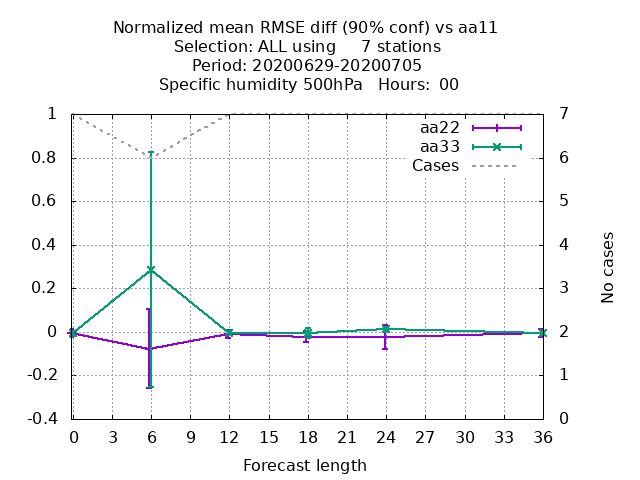 Normalized mean RMSE diff (90% conf) vs aa11
Selection: ALL using     7 stations
Period: 20200629-20200705
Specific humidity 500hPa   Hours: 00
aa22
aa33
Cases
1
0.8
0.6
0.4
0.2
0
-0.2
-0.4
7
6
5
4
3
2
1
0
No cases
0 3 6 9 12 15 18 21 24 27 30 33 36
Forecast length